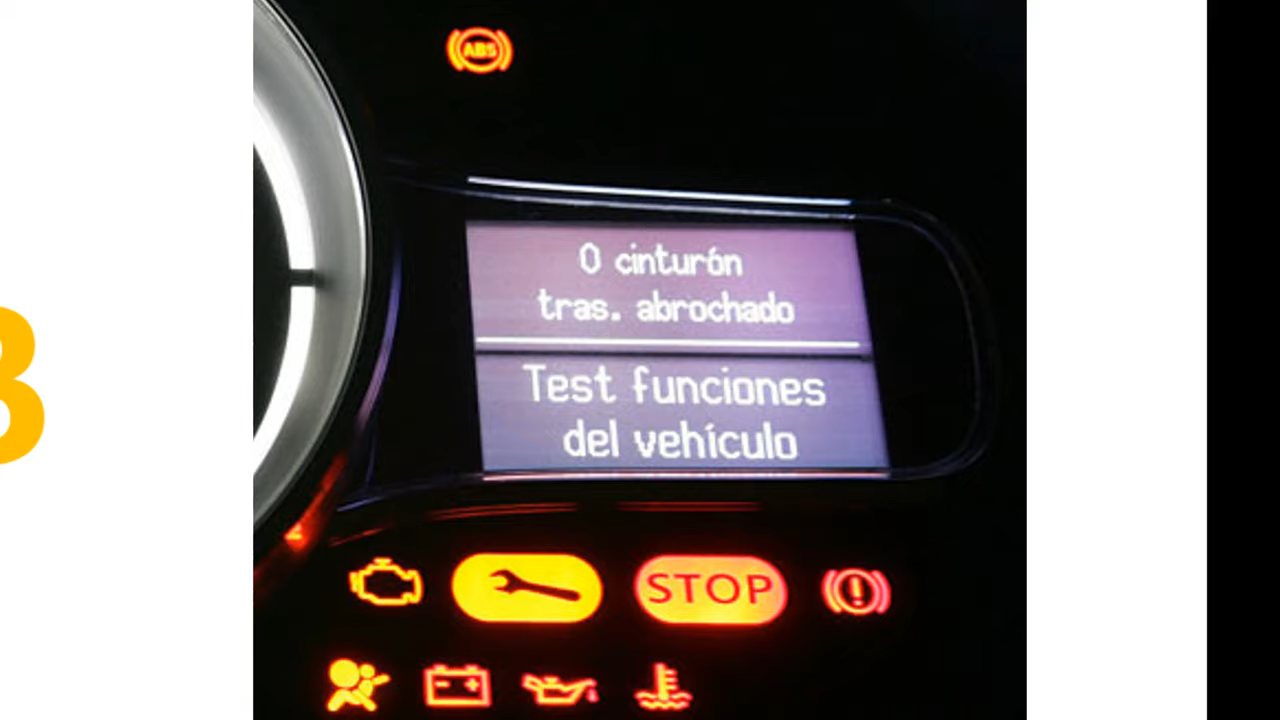 ABS
0 cinturón
tras. abrochado
Test funciones
del vehículo
STOP